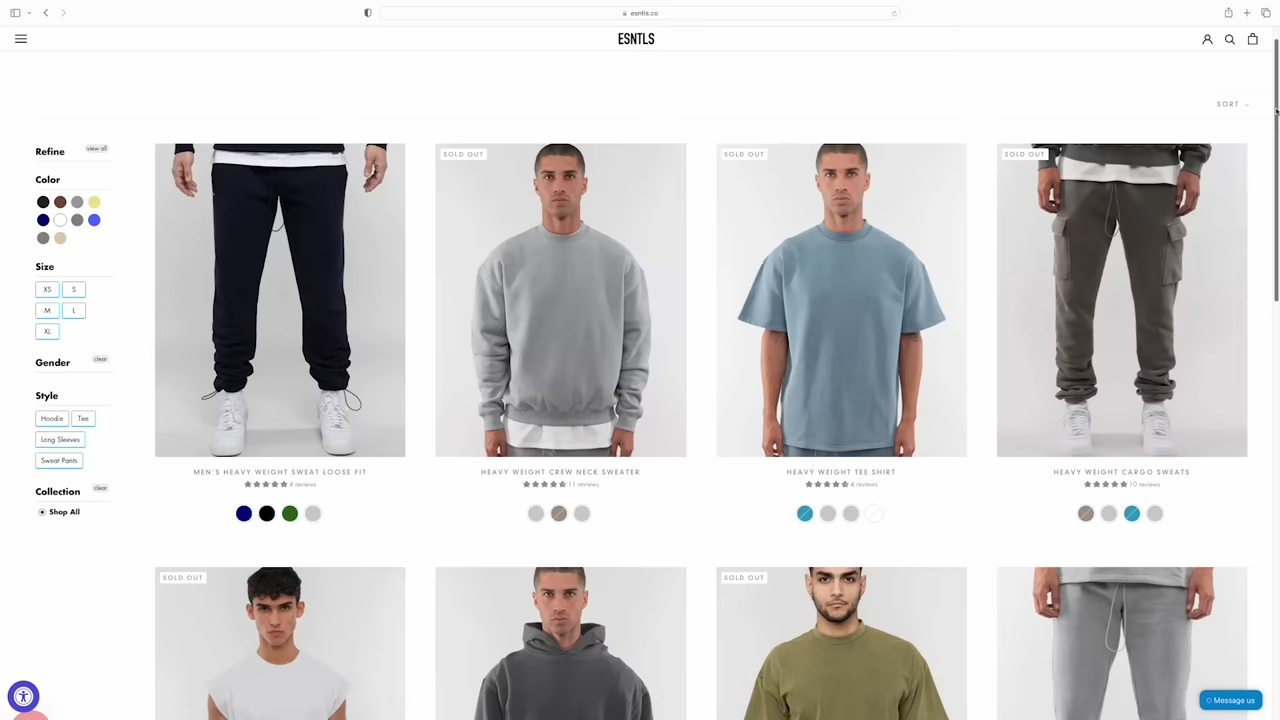 esntls.co
ESNTLS
SORT
Refine
view all
Color
Size
XS
S
M
L
XL
Gender
clear
Style
Hoodie
Tee
Long Sleeves
Sweat Pants
Collection
clear
Shop All
MEN'S HEAVY WEIGHT SWEAT LOOSE FIT
4 reviews
SOLD OUT
HEAVY WEIGHT CREW NECK SWEATER
11 reviews
SOLD OUT
HEAVY WEIGHT TEE SHIRT
4 reviews
SOLD OUT
HEAVY WEIGHT CARGO SWEATS
10 reviews
SOLD OUT
SOLD OUT
Message us